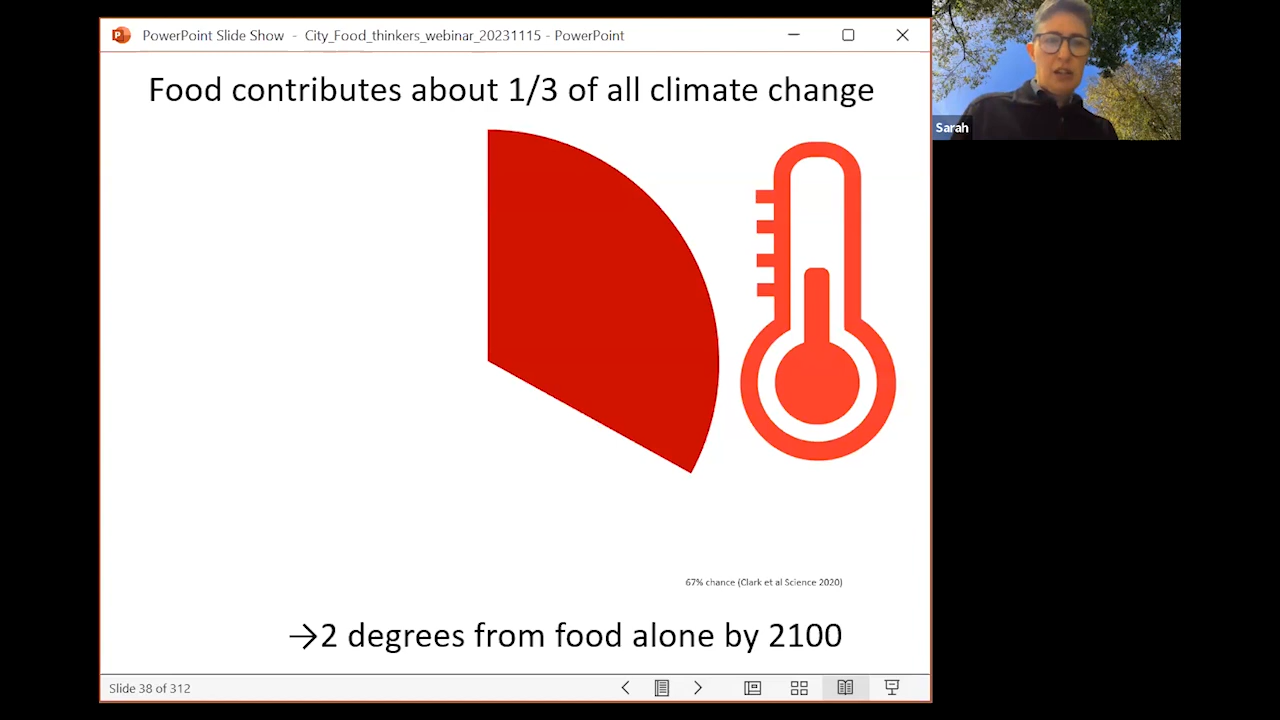 PowerPoint Slide Show - City_Food_thinkers_webinar_20231115 - PowerPoint
Food contributes about 1/3 of all climate change
Sarah
67% chance (Clark et al Science 2020)
→2 degrees from food alone by 2100
Slide 38 of 312